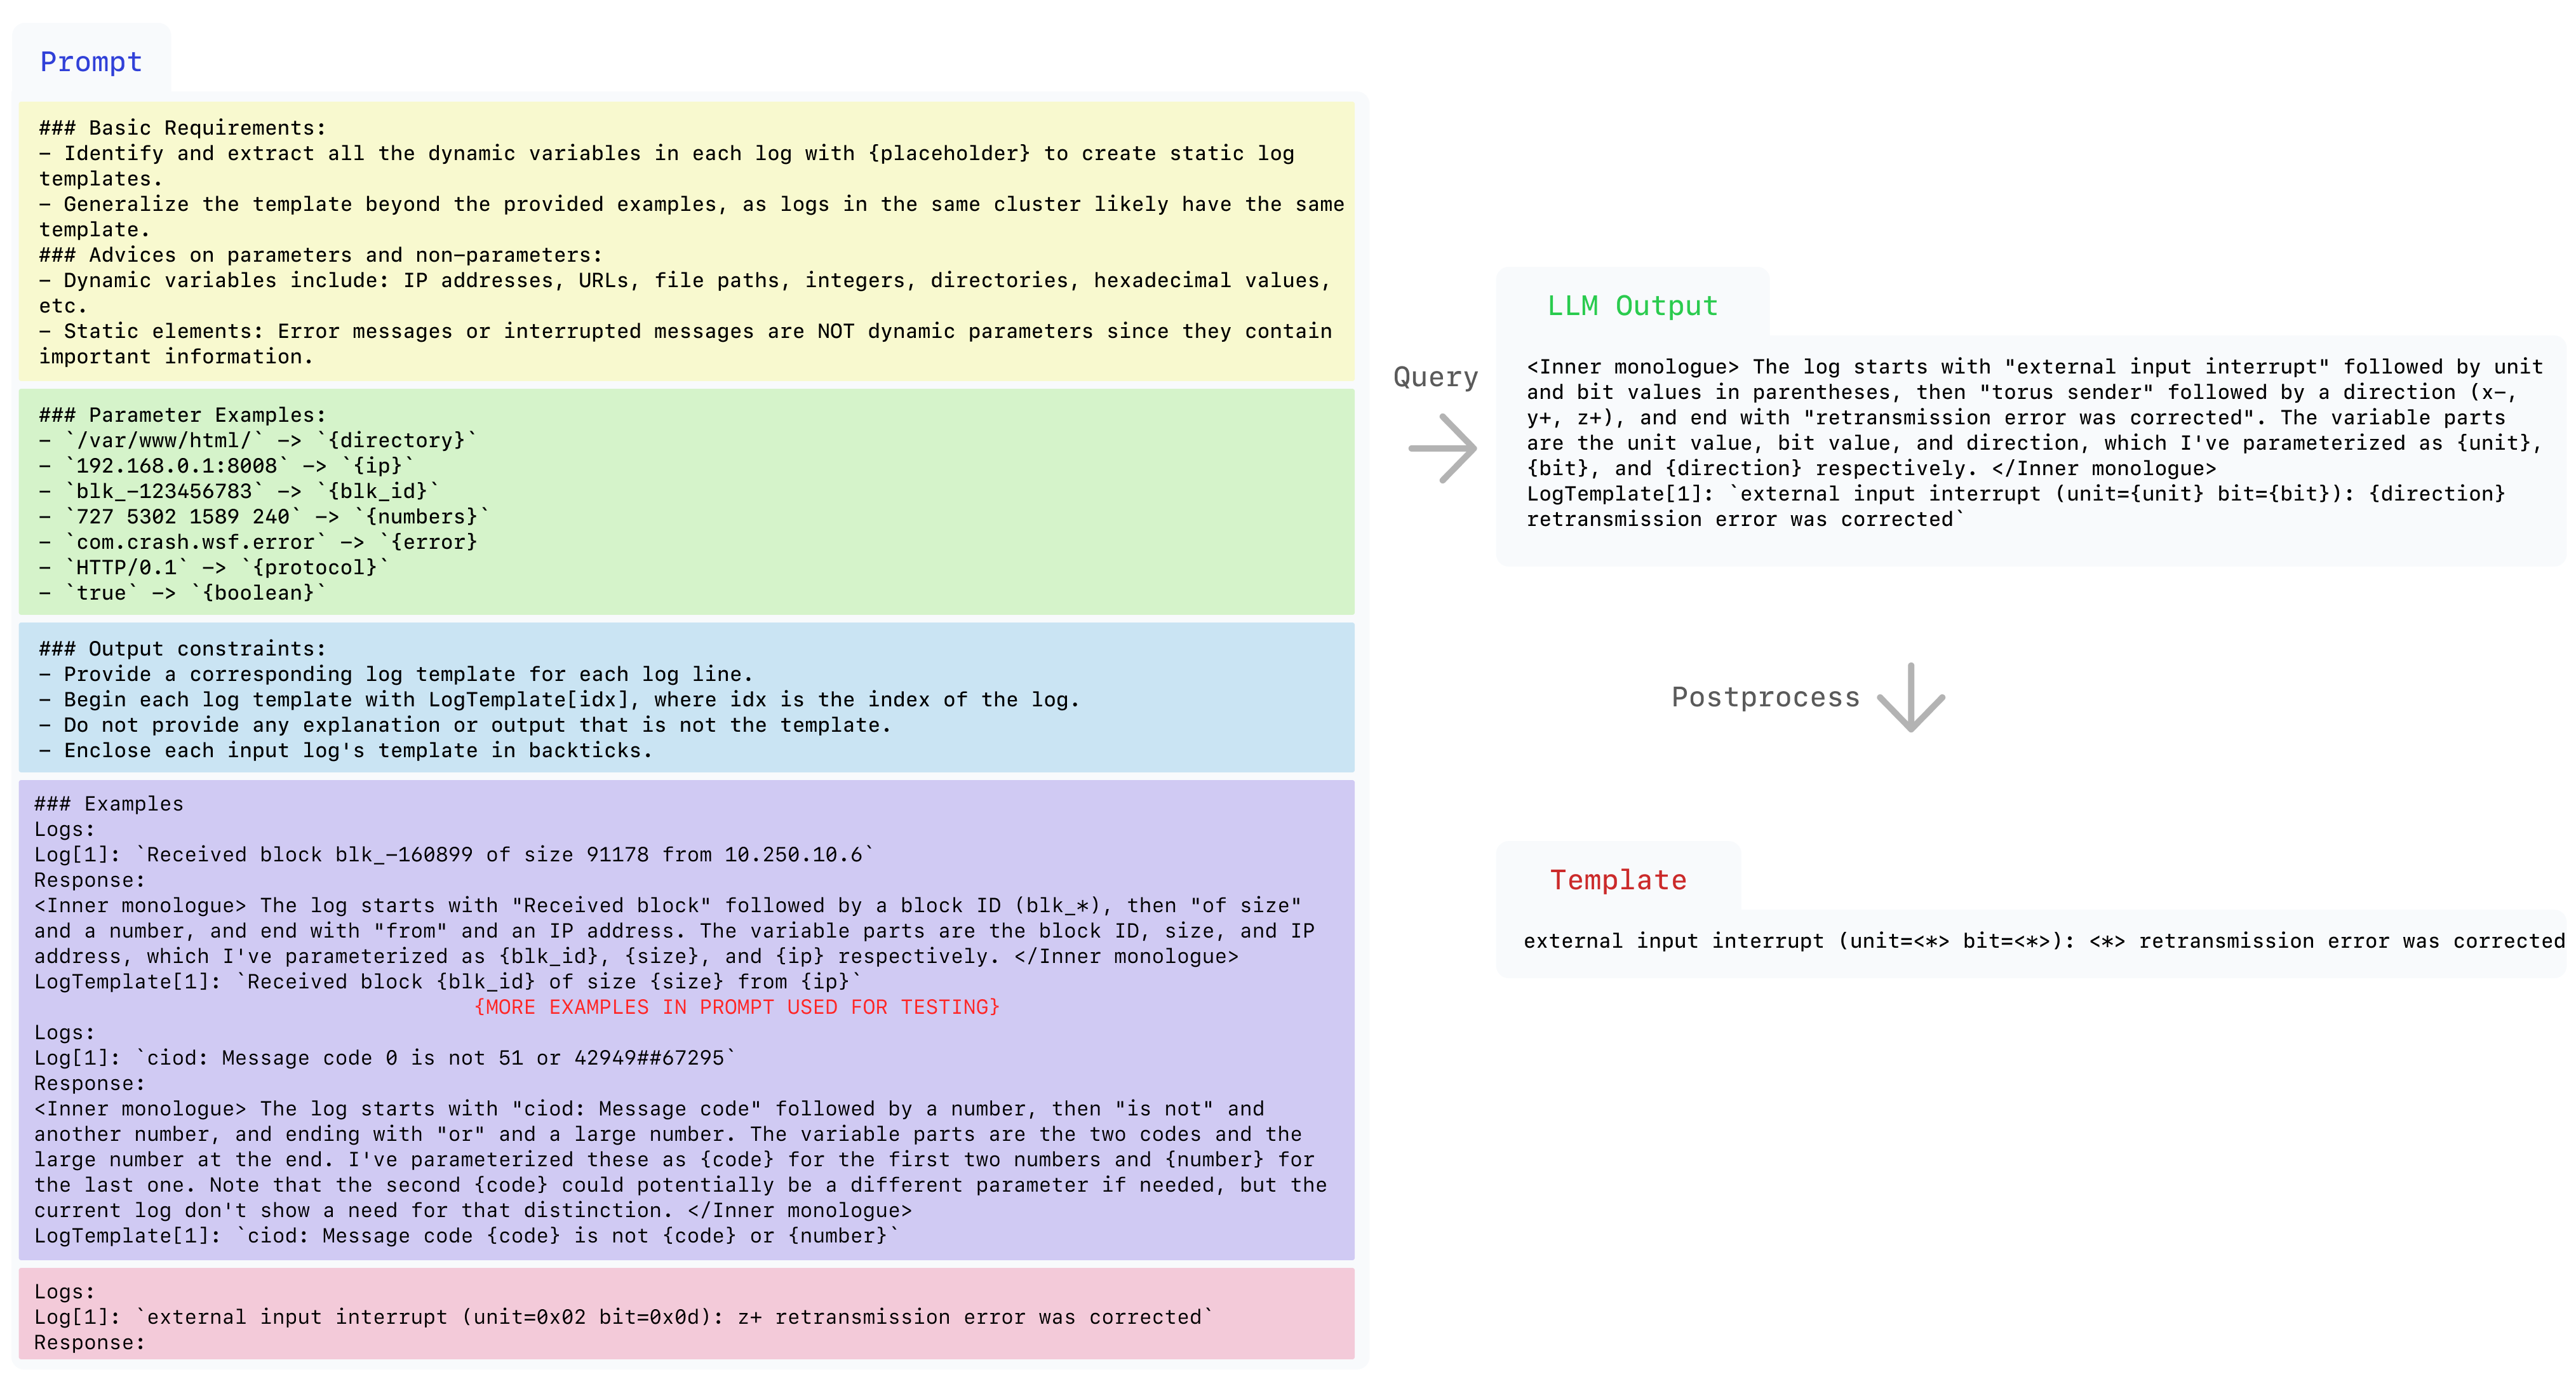 Prompt
### Basic Requirements:
– Identify and extract all the dynamic variables in each log with {placeholder} to create static log
templates.
– Generalize the template beyond the provided examples, as logs in the same cluster likely have the same
template.
### Advices on parameters and non–parameters:
– Dynamic variables include: IP addresses, URLs, file paths, integers, directories, hexadecimal values,
etc.
– Static elements: Error messages or interrupted messages are NOT dynamic parameters since they contain
important information.
### Parameter Examples:
– `/var/www/html/` –> `{directory}`
– `192.168.0.1:8008` –> `{ip}`
– `blk_–123456783` –> `{blk_id}`
– `727 5302 1589 240` –> `{numbers}`
– `com.crash.wsf.error` –> `{error}
– `HTTP/0.1` –> `{protocol}`
– `true` –> `{boolean}`
### Output constraints:
– Provide a corresponding log template for each log line.
– Begin each log template with LogTemplate[idx], where idx is the index of the log.
– Do not provide any explanation or output that is not the template.
– Enclose each input log's template in backticks.
### Examples
Logs:
Log[1]: `Received block blk_–160899 of size 91178 from 10.250.10.6`
Response:
<Inner monologue> The log starts with "Received block" followed by a block ID (blk_*), then "of size"
and a number, and end with "from" and an IP address. The variable parts are the block ID, size, and IP
address, which I've parameterized as {blk_id}, {size}, and {ip} respectively. </Inner monologue>
LogTemplate[1]: `Received block {blk_id} of size {size} from {ip}`
{MORE EXAMPLES IN PROMPT USED FOR TESTING}
Logs:
Log[1]: `ciod: Message code 0 is not 51 or 42949##67295`
Response:
<Inner monologue> The log starts with "ciod: Message code" followed by a number, then "is not" and
another number, and ending with "or" and a large number. The variable parts are the two codes and the
large number at the end. I've parameterized these as {code} for the first two numbers and {number} for
the last one. Note that the second {code} could potentially be a different parameter if needed, but the
current log don't show a need for that distinction. </Inner monologue>
LogTemplate[1]: `ciod: Message code {code} is not {code} or {number}`
Logs:
Log[1]: `external input interrupt (unit=0x02 bit=0x0d): z+ retransmission error was corrected`
Response:
Query
LLM Output
<Inner monologue> The log starts with "external input interrupt" followed by unit
and bit values in parentheses, then "torus sender" followed by a direction (x–,
y+, z+), and end with "retransmission error was corrected". The variable parts
are the unit value, bit value, and direction, which I've parameterized as {unit},
{bit}, and {direction} respectively. </Inner monologue>
LogTemplate[1]: `external input interrupt (unit={unit} bit={bit}): {direction}
retransmission error was corrected`
Postprocess
Template
external input interrupt (unit=<*> bit=<*>): <*> retransmission error was corrected